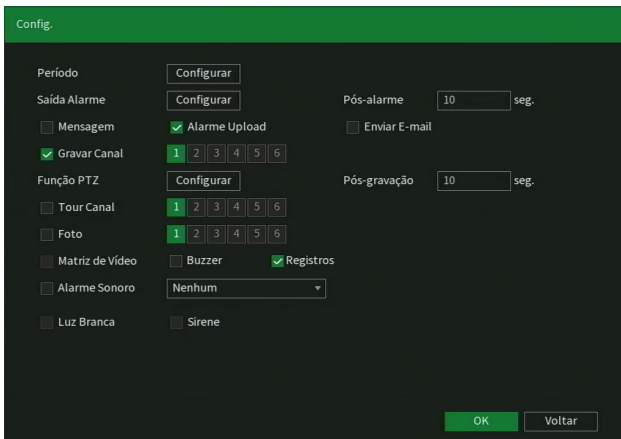 Config.
Período Configurar
Saída Alarme Configurar Pós-alarme 10 seg.
Mensagem Alarme Upload Enviar E-mail
Gravar Canal 1 2 3 4 5 6
Função PTZ Configurar Pós-gravação 10 seg.
Tour Canal 1 2 3 4 5 6
Foto 1 2 3 4 5 6
Matriz de Vídeo Buzzer Registros
Alarme Sonoro Nenhum
Luz Branca Sirene
OK Voltar